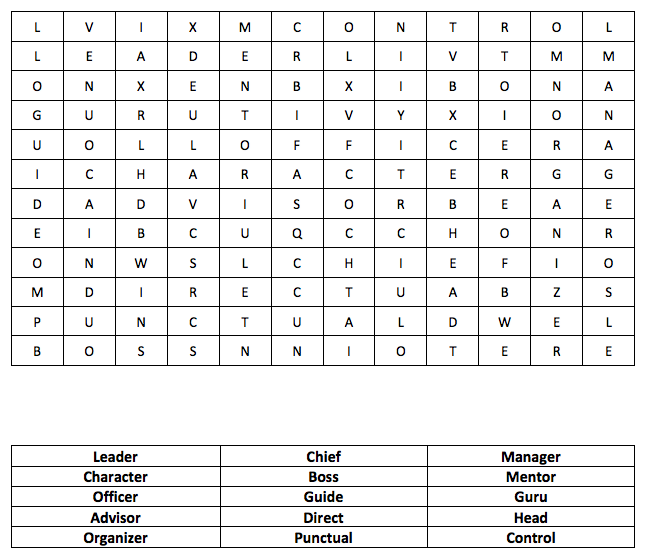 L V I X M C O N T R O L
L E A D E R L I V T M M
O N X E N B X I B O N A
G U R U T I V Y X I O N
U O L L O F F I C E R A
I C H A R A C T E R G G
D A D V I S O R B E A E
E I B C U Q C C H O N R
O N W S L C H I E F I O
M D I R E C T U A B Z S
P U N C T U A L D W E L
B O S S N N I O T E R E
Leader Chief Manager
Character Boss Mentor
Officer Guide Guru
Advisor Direct Head
Organizer Punctual Control